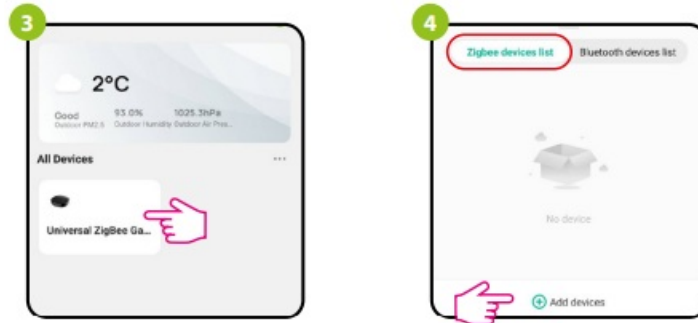 3
2°C
Good 93.0% 1025.3hPa
Outdoor PM2.5 Outdoor Humidity Outdoor Air Pres...
All Devices ...
Universal ZigBee Ga...
4
Zigbee devices list Bluetooth devices list
No device
Add devices